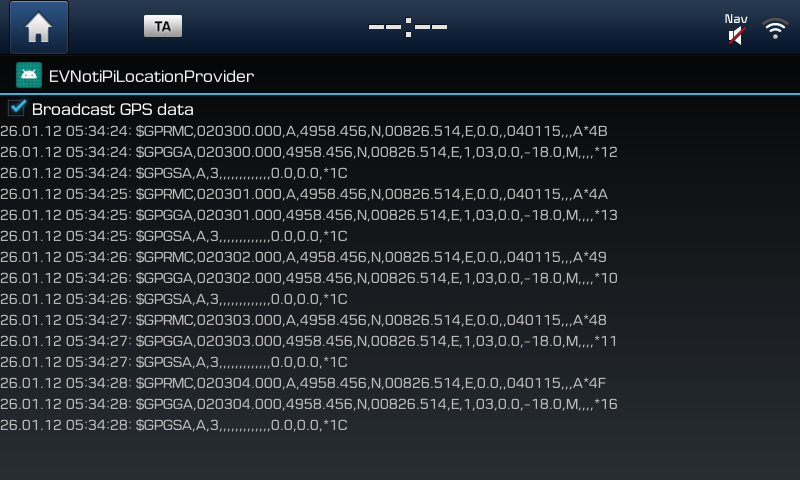 TA
--:--
Nav
EVNotiPiLocationProvider
Broadcast GPS data
26.01.12 05:34:24: $GPRMC,020300.000,A,4958.456,N,00826.514,E,0.0,,040115,,,A*4B
26.01.12 05:34:24: $GPGGA,020300.000,4958.456,N,00826.514,E,1,03,0.0,-18.0,M,,,,*12
26.01.12 05:34:24: $GPGSA,A,3,,,,,,,,,,,,,0.0,0.0,*1C
26.01.12 05:34:25: $GPRMC,020301.000,A,4958.456,N,00826.514,E,0.0,,040115,,,A*4A
26.01.12 05:34:25: $GPGGA,020301.000,4958.456,N,00826.514,E,1,03,0.0,-18.0,M,,,,*13
26.01.12 05:34:25: $GPGSA,A,3,,,,,,,,,,,,,0.0,0.0,*1C
26.01.12 05:34:26: $GPRMC,020302.000,A,4958.456,N,00826.514,E,0.0,,040115,,,A*49
26.01.12 05:34:26: $GPGGA,020302.000,4958.456,N,00826.514,E,1,03,0.0,-18.0,M,,,,*10
26.01.12 05:34:26: $GPGSA,A,3,,,,,,,,,,,,,0.0,0.0,*1C
26.01.12 05:34:27: $GPRMC,020303.000,A,4958.456,N,00826.514,E,0.0,,040115,,,A*48
26.01.12 05:34:27: $GPGGA,020303.000,4958.456,N,00826.514,E,1,03,0.0,-18.0,M,,,,*11
26.01.12 05:34:27: $GPGSA,A,3,,,,,,,,,,,,,0.0,0.0,*1C
26.01.12 05:34:28: $GPRMC,020304.000,A,4958.456,N,00826.514,E,0.0,,040115,,,A*4F
26.01.12 05:34:28: $GPGGA,020304.000,4958.456,N,00826.514,E,1,03,0.0,-18.0,M,,,,*16
26.01.12 05:34:28: $GPGSA,A,3,,,,,,,,,,,,,0.0,0.0,*1C